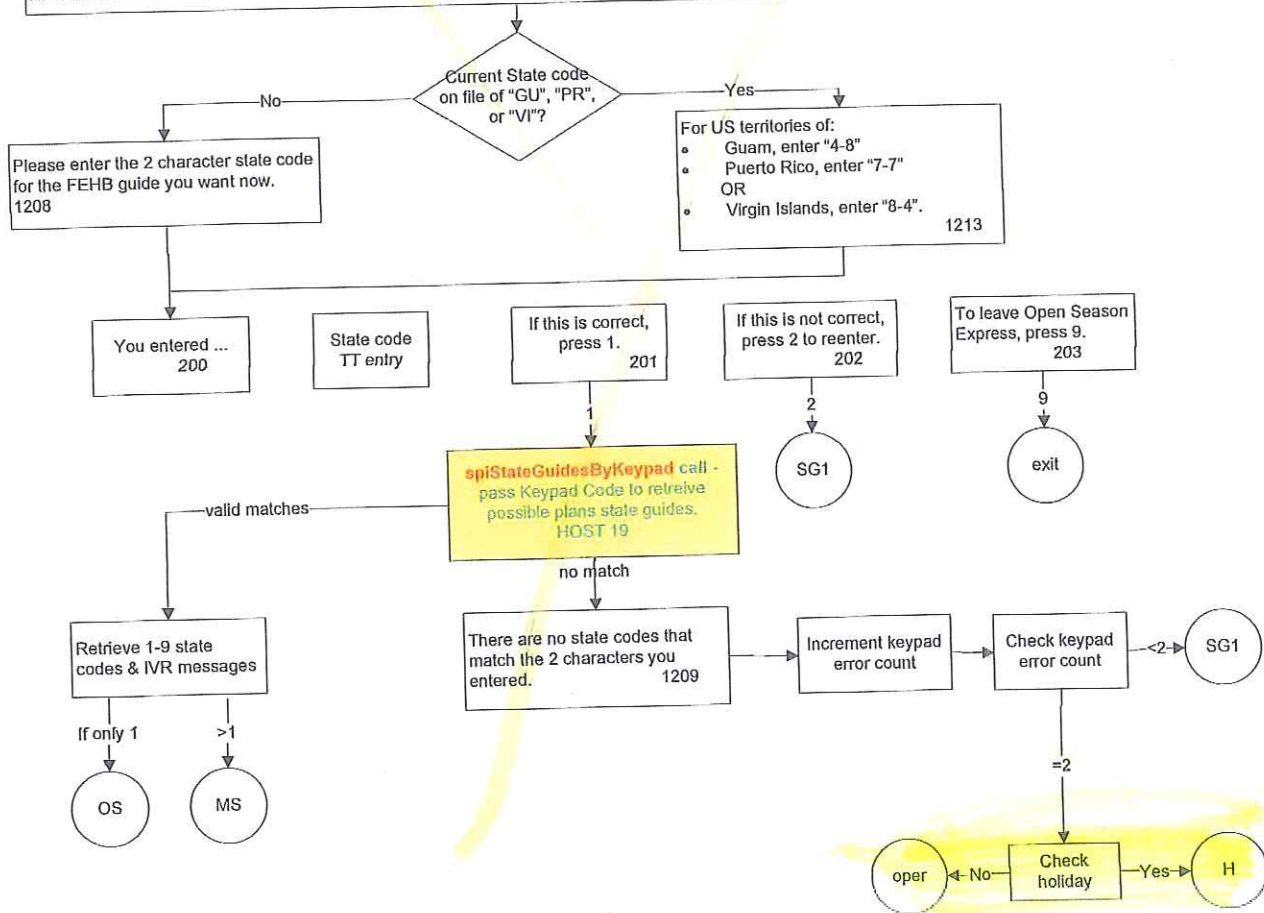 Current State code
on file of "GU", "PR",
or "VI"?
No
Yes
Please enter the 2 character state code
for the FEHB guide you want now.
1208
For US territories of:
• Guam, enter "4-8"
• Puerto Rico, enter "7-7"
OR
• Virgin Islands, enter "8-4".
1213
You entered ...
200
State code
TT entry
If this is correct,
press 1.
201
If this is not correct,
press 2 to reenter.
202
To leave Open Season
Express, press 9.
203
1
2
9
SG1
exit
spiStateGuidesByKeypad call -
pass Keypad Code to retreive
possible plans state guides.
HOST 19
valid matches
no match
Retrieve 1-9 state
codes & IVR messages
There are no state codes that
match the 2 characters you
entered. 1209
Increment keypad
error count
Check keypad
error count
<2
SG1
If only 1
>1
OS
MS
=2
oper
No
Check
holiday
Yes
H